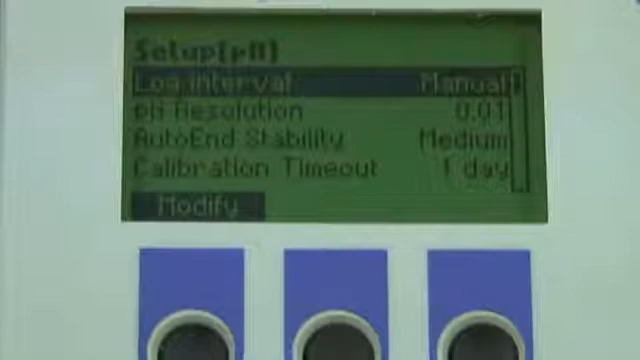 Setup[pH]
Log Interval Manual
pH Resolution 0.01
AutoEnd Stability Medium
Calibration Timeout 1 day
Modify